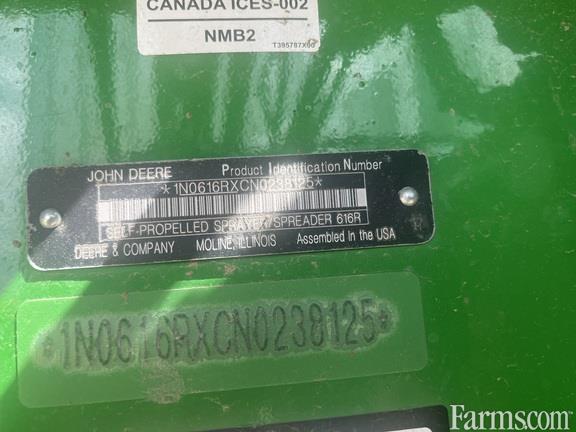 CANADA ICES-002
NMB2
T395787X00
JOHN DEERE Product Identification Number
*1N0616RXCN0238125*
SELF-PROPELLED SPRAYER/SPREADER 616R
DEERE & COMPANY MOLINE, ILLINOIS Assembled in the USA
*1N0616RXCN0238125*
Farms.com